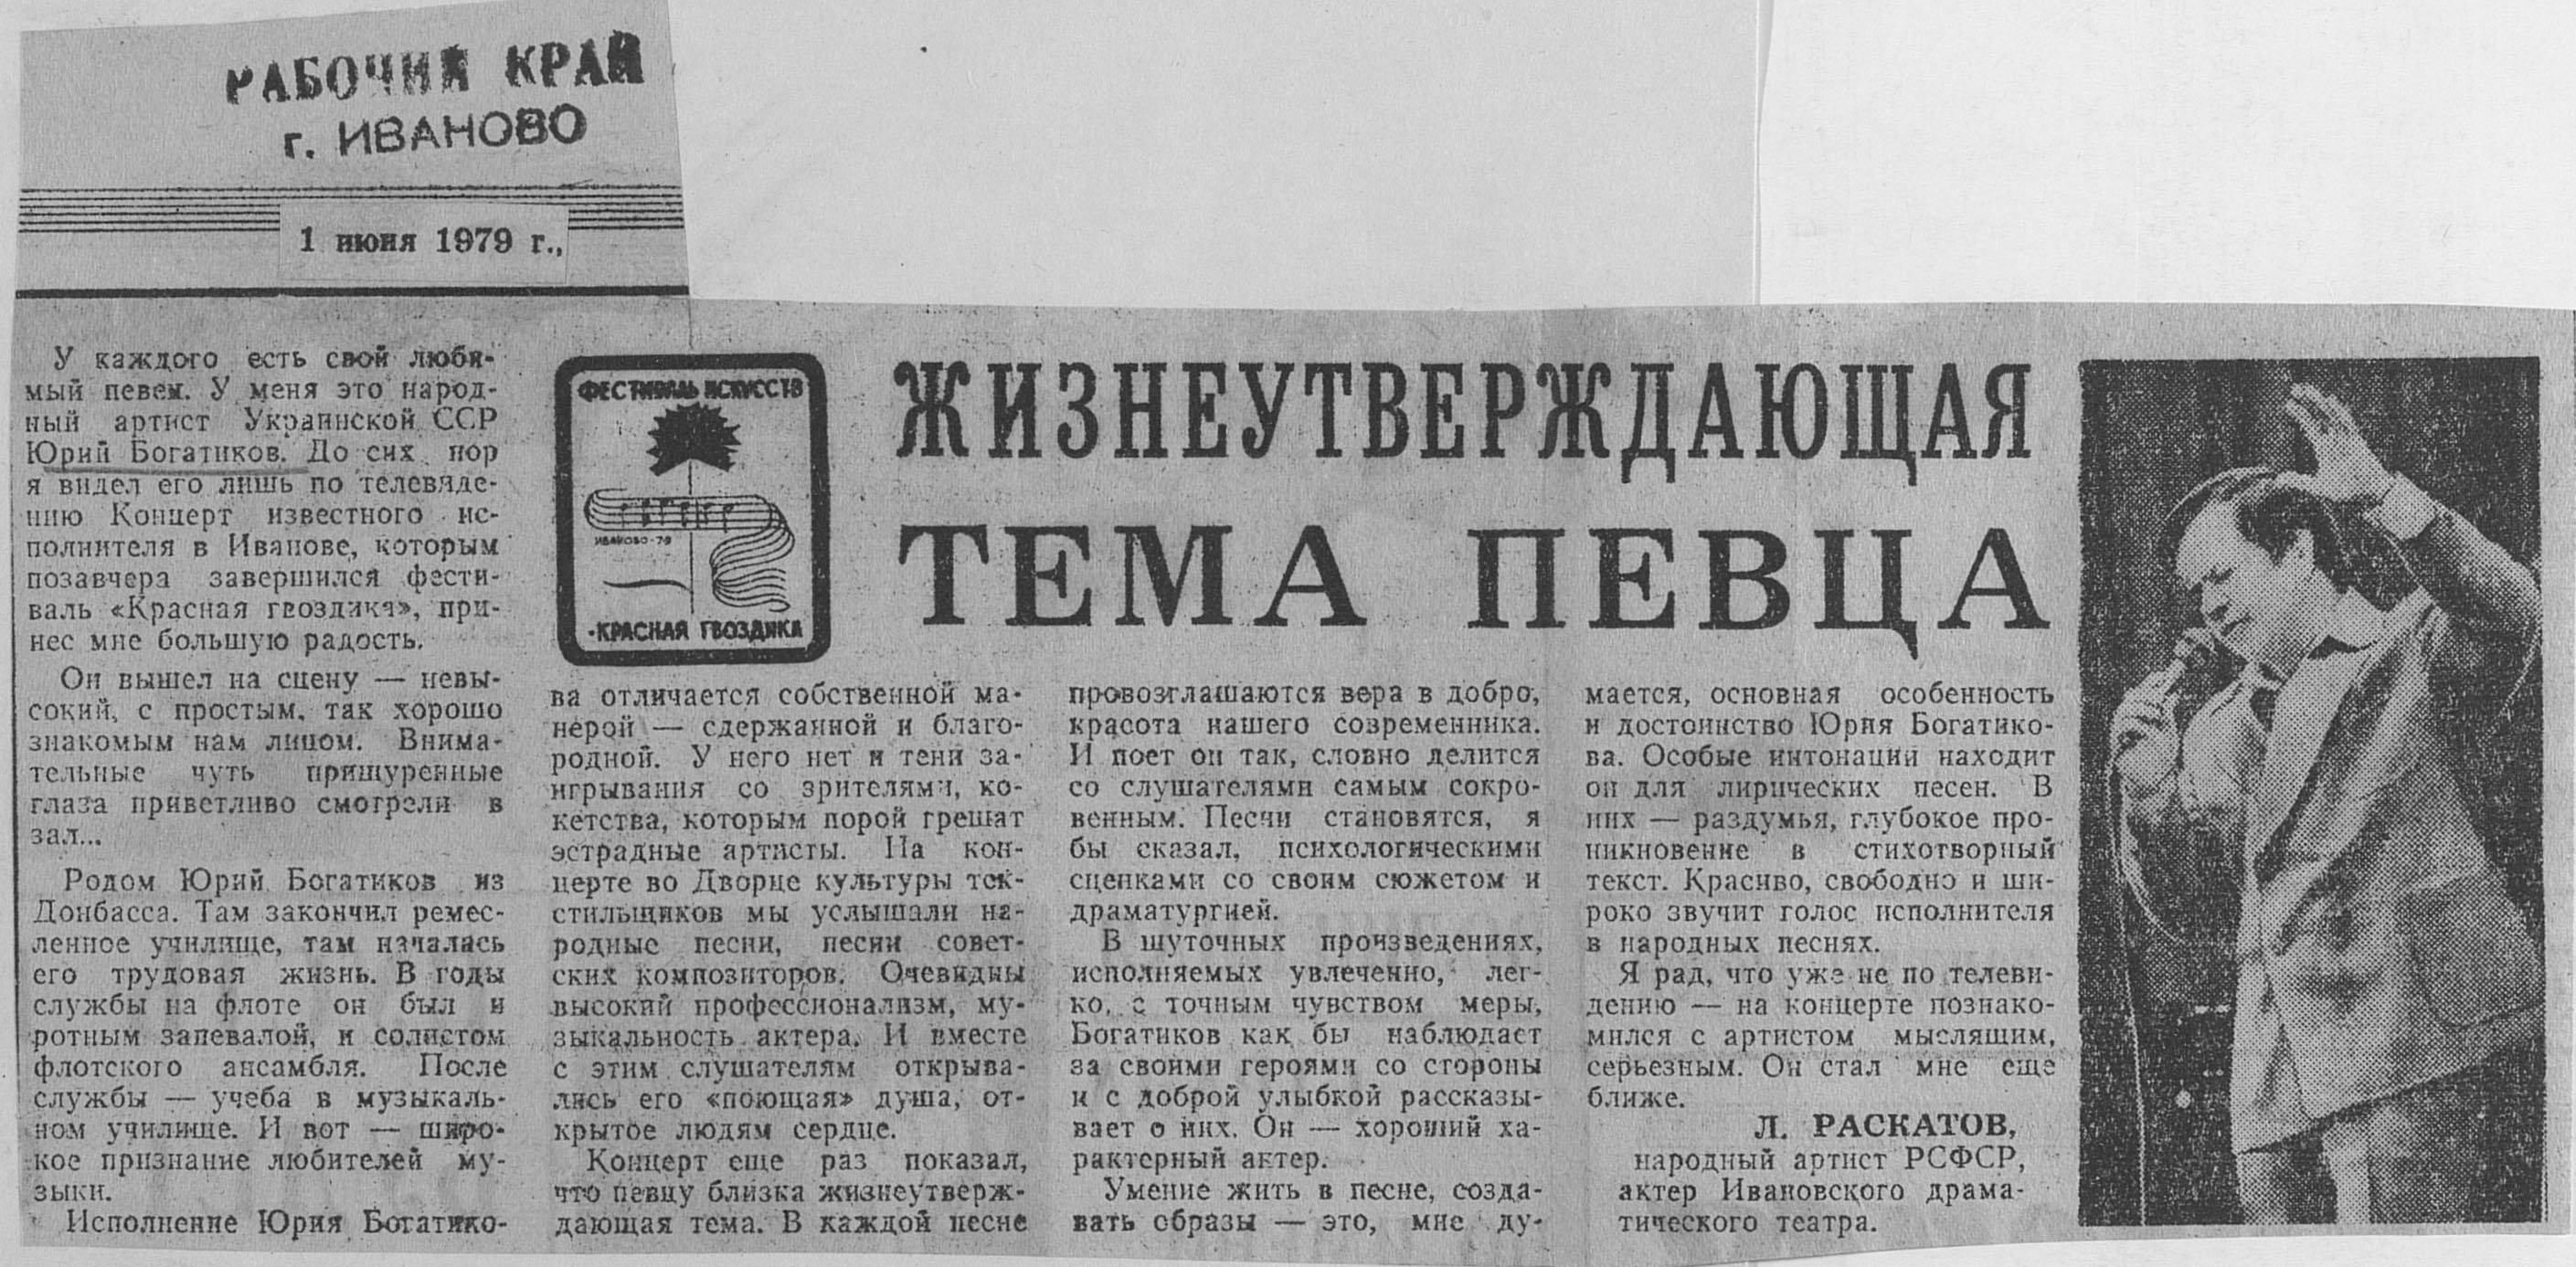 РАБОЧИЙ КРАЙ
г. ИВАНОВО
1 июня 1979 г.,
У каждого есть свой люби-
мый певец. У меня это народ-
ный артист Украинской ССР
Юрий Богатиков. До сих пор
я видел его лишь по телевиде-
нию Концерт известного ис-
полнителя в Иванове, которым
позавчера завершился фести-
валь «Красная гвоздика», при-
нес мне большую радость.
Он вышел на сцену — невы-
сокий, с простым, так хорошо
знакомым нам лицом. Внима-
тельные чуть прищуренные
глаза приветливо смотрели в
зал...
Родом Юрий Богатиков из
Донбасса. Там закончил ремес-
ленное училище, там началась
его трудовая жизнь. В годы
службы на флоте он был и
ротным запевалой, и солистом
флотского ансамбля. После
службы — учеба в музыкаль-
ном училище. И вот — широ-
кое признание любителей му-
зыки.
Исполнение Юрия Богатико-
ФЕСТИВАЛЬ ИСКУССТВ
ИВАНОВО-79
КРАСНАЯ ГВОЗДИКА
ЖИЗНЕУТВЕРЖДАЮЩАЯ
ТЕМА ПЕВЦА
ва отличается собственной ма-
нерой — сдержанной и благо-
родной. У него нет и тени за-
игрывания со зрителями, ко-
кетства, которым порой грешат
эстрадные артисты. На кон-
церте во Дворце культуры тек-
стильщиков мы услышали на-
родные песни, песни совет-
ских композиторов. Очевидны
высокий профессионализм, му-
зыкальность актера. И вместе
с этим слушателям открыва-
лись его «поющая» душа, от-
крытое людям сердце.
Концерт еще раз показал,
что певцу близка жизнеутверж-
дающая тема. В каждой песне
провозглашаются вера в добро,
красота нашего современника.
И поет он так, словно делится
со слушателями самым сокро-
венным. Песни становятся, я
бы сказал, психологическими
сценками со своим сюжетом и
драматургией.
В шуточных произведениях,
исполняемых увлеченно, лег-
ко, с точным чувством меры,
Богатиков как бы наблюдает
за своими героями со стороны
и с доброй улыбкой рассказы-
вает о них. Он — хороший ха-
рактерный актер.
Умение жить в песне, созда-
вать образы — это, мне ду-
мается, основная особенность
и достоинство Юрия Богатико-
ва. Особые интонации находит
он для лирических песен. В
них — раздумья, глубокое про-
никновение в стихотворный
текст. Красиво, свободно и ши-
роко звучит голос исполнителя
в народных песнях.
Я рад, что уже не по телеви-
дению — на концерте познако-
мился с артистом мыслящим,
серьезным. Он стал мне еще
ближе.
Л. РАСКАТОВ,
народный артист РСФСР,
актер Ивановского драма-
тического театра.